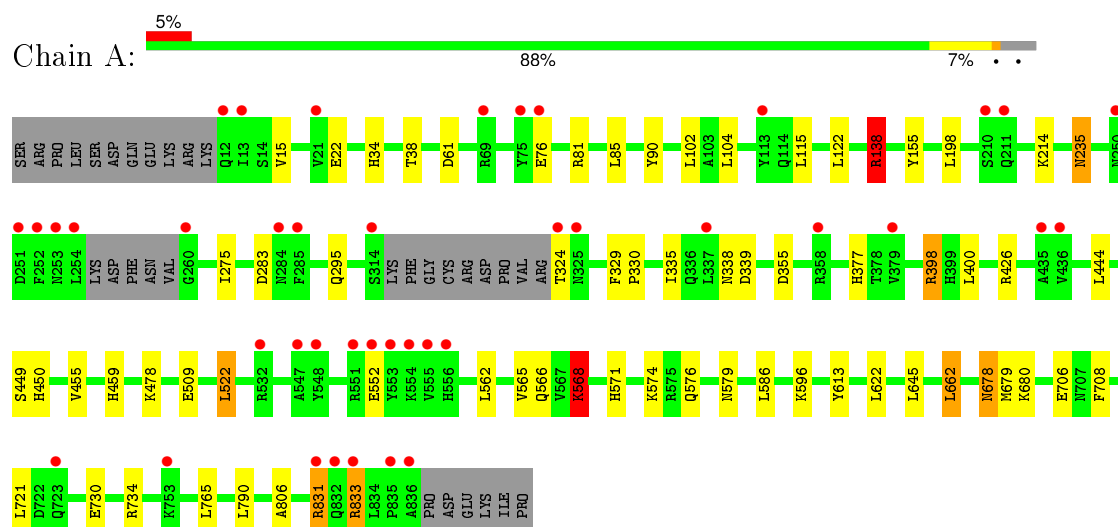 5%
Chain A:
88% 7% • •
SER ARG PRO LEU SER ASP GLN GLU LYS ARG LYS Q12 I13 S14 V15 V21 E22 H34 T38 D61 R69 Y75 E76 R81 L85 Y90 L102 A103 L104 Y113 Q114 L115 L122 R138 Y155 L198 S210 Q211 K214 N235 N250
D251 F252 N253 L254 LYS ASP PHE ASN VAL G260 I275 D283 N284 F285 Q295 S314 LYS PHE GLY CYS ARG ASP PRO VAL ARG T324 N325 F329 P330 I335 Q336 L337 N338 D339 D355 R358 H377 T378 V379 R398 H399 L400 R426 A435 V436 L444
S449 H450 V455 H459 K478 E509 L522 R532 A547 Y548 R551 E552 Y553 K554 V555 H556 L562 V565 Q566 V567 K568 H571 K574 R575 Q576 N579 L586 K596 Y613 L622 L645 L662 N678 M679 K680 E706 N707 F708
L721 D722 Q723 E730 R734 K753 L765 L790 A806 R831 Q832 R833 L834 P835 A836 PRO ASP GLU LYS ILE PRO